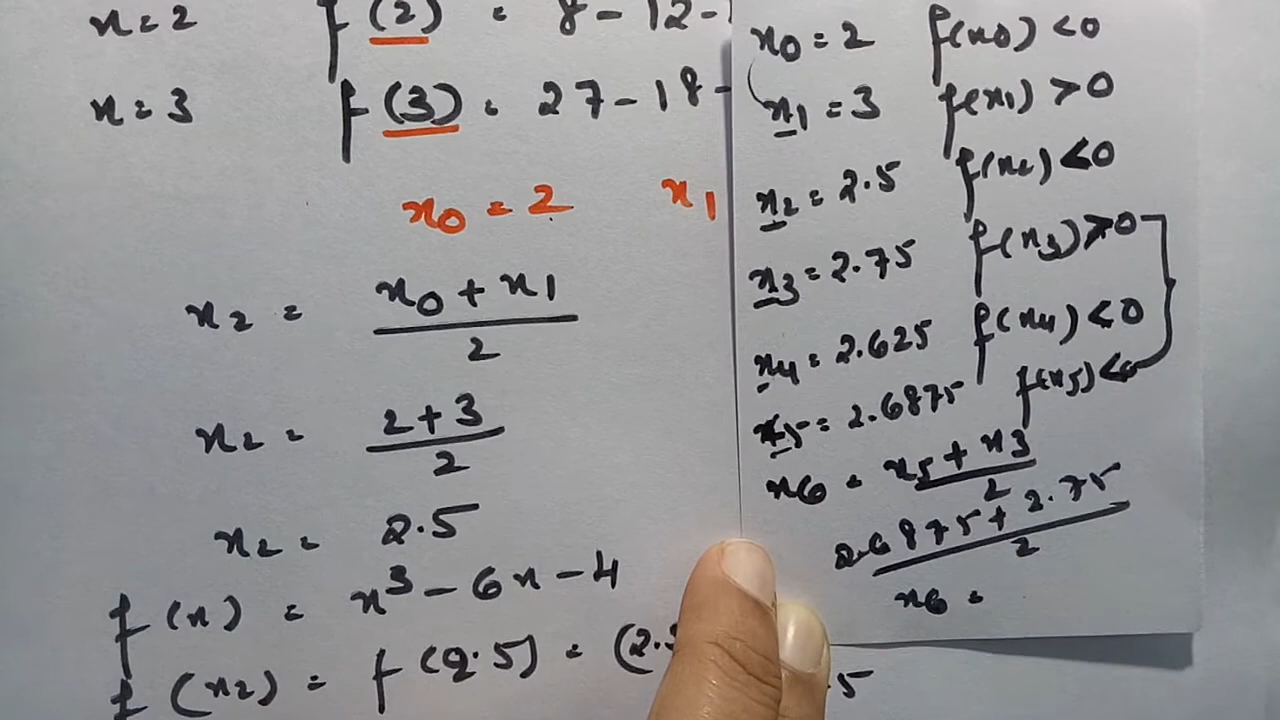 x=2 f(2) = 8-12-
x=3 f(3) = 27-18-
x0 = 2 x1
x2 = x0 + x1 / 2
x2 = 2+3 / 2
x2 = 2.5
f(x) = x³ - 6x - 4
f(x2) = f(2.5) = (2.
.5
x0 = 2 f(x0) <0
x1 = 3 f(x1) >0
x2 = 2.5 f(x2) <0
x3 = 2.75 f(x3) >0
x4 = 2.625 f(x4) <0
x5 = 2.6875 f(x5) <0
x6 = x5 + x3 / 2
2.6875 + 2.75 / 2
x6 =